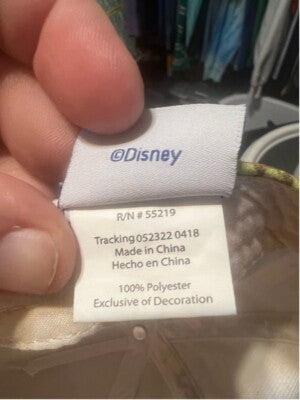 ©Disney
R/N # 55219
Tracking 052322 0418
Made in China
Hecho en China
100% Polyester
Exclusive of Decoration